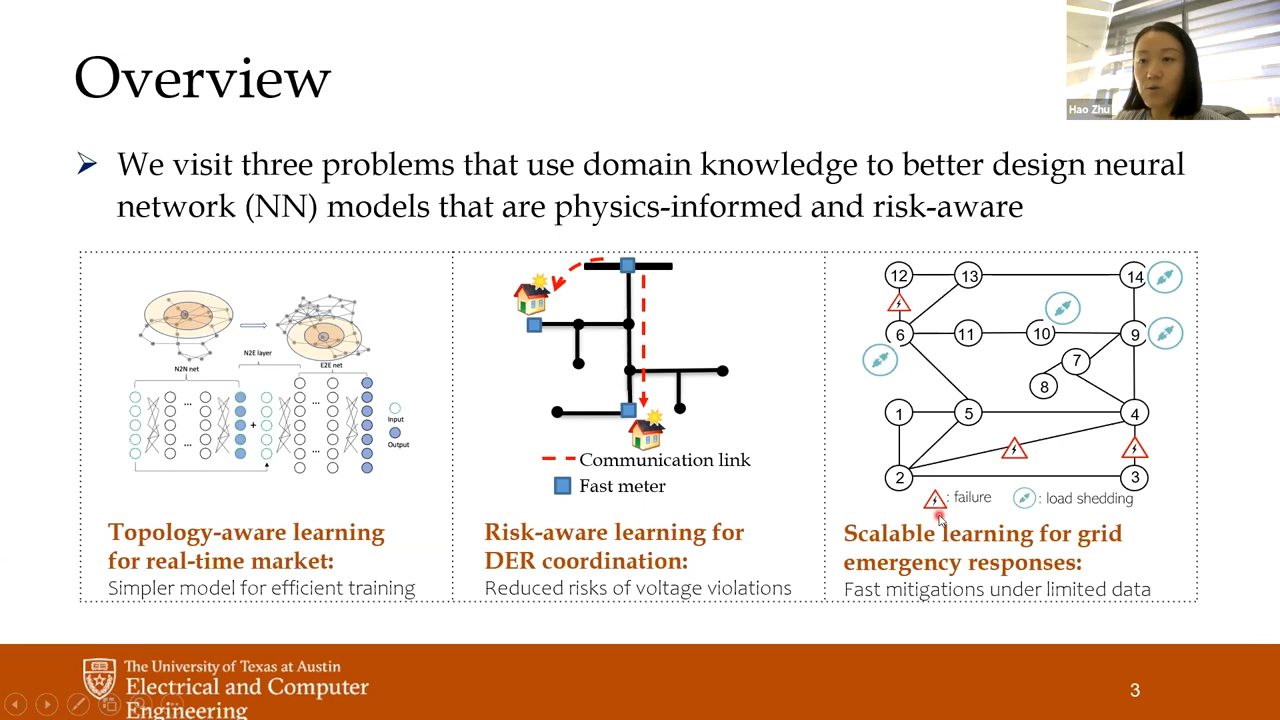 Overview
Hao Zhu
We visit three problems that use domain knowledge to better design neural
network (NN) models that are physics-informed and risk-aware
N2E layer
N2N net
E2E net
...
...
+
...
...
Input
Output
Communication link
Fast meter
12
13
14
6
11
10
9
7
8
1
5
4
2
3
: failure
: load shedding
Topology-aware learning
for real-time market:
Simpler model for efficient training
Risk-aware learning for
DER coordination:
Reduced risks of voltage violations
Scalable learning for grid
emergency responses:
Fast mitigations under limited data
The University of Texas at Austin
Electrical and Computer
Engineering
3